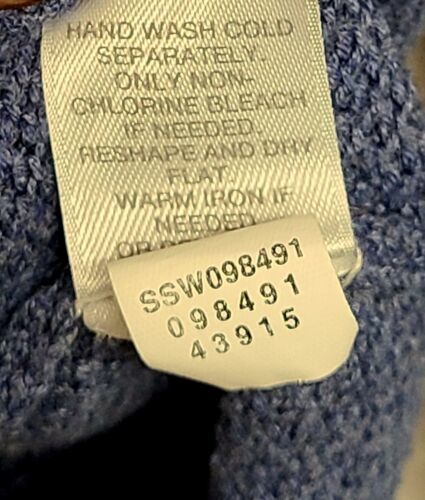 HAND WASH COLD
SEPARATELY.
ONLY NON-
CHLORINE BLEACH
IF NEEDED.
RESHAPE AND DRY
FLAT.
WARM IRON IF
NEEDED
OR
SSW098491
098491
43915